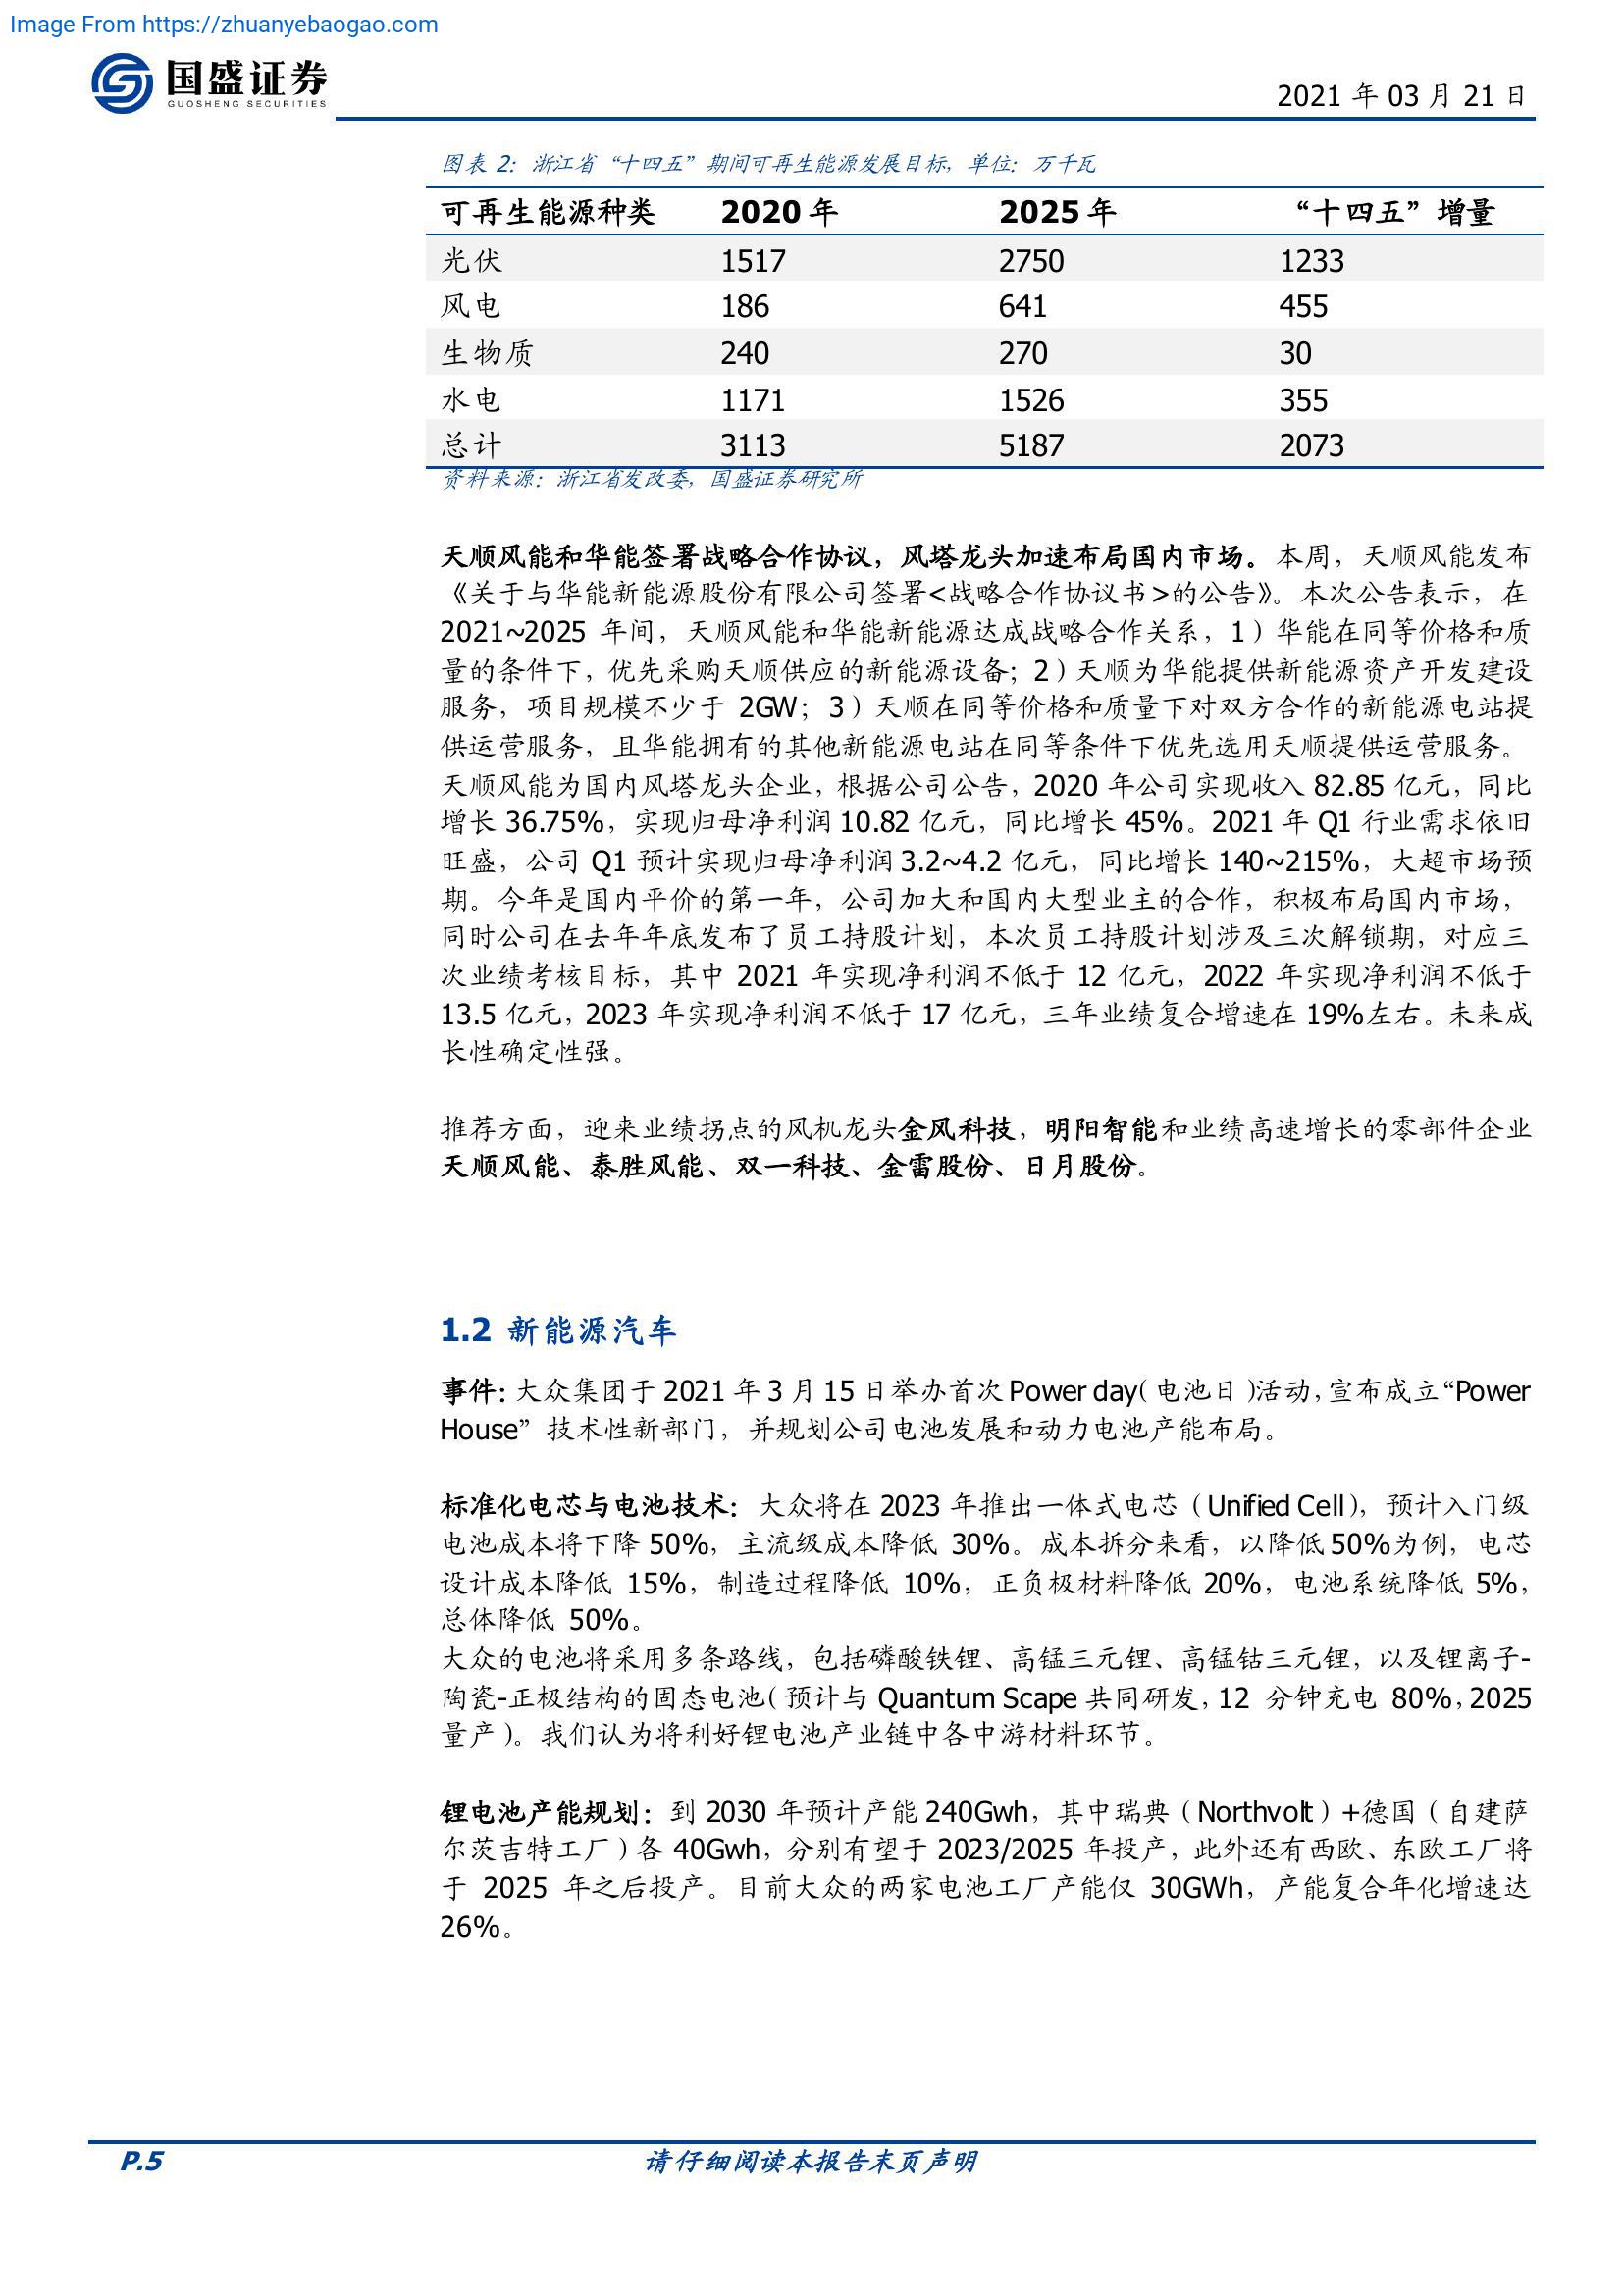 Image From https://zhuanyebaogao.com
国盛证券
GUOSHENG SECURITIES
2021 年 03 月 21 日
图表 2：浙江省“十四五”期间可再生能源发展目标，单位：万千瓦
可再生能源种类 2020 年 2025 年 “十四五”增量
光伏 1517 2750 1233
风电 186 641 455
生物质 240 270 30
水电 1171 1526 355
总计 3113 5187 2073
资料来源：浙江省发改委，国盛证券研究所
天顺风能和华能签署战略合作协议，风塔龙头加速布局国内市场。本周，天顺风能发布
《关于与华能新能源股份有限公司签署<战略合作协议书>的公告》。本次公告表示，在
2021~2025 年间，天顺风能和华能新能源达成战略合作关系，1）华能在同等价格和质
量的条件下，优先采购天顺供应的新能源设备；2）天顺为华能提供新能源资产开发建设
服务，项目规模不少于 2GW；3）天顺在同等价格和质量下对双方合作的新能源电站提
供运营服务，且华能拥有的其他新能源电站在同等条件下优先选用天顺提供运营服务。
天顺风能为国内风塔龙头企业，根据公司公告，2020 年公司实现收入 82.85 亿元，同比
增长 36.75%，实现归母净利润 10.82 亿元，同比增长 45%。2021 年 Q1 行业需求依旧
旺盛，公司 Q1 预计实现归母净利润 3.2~4.2 亿元，同比增长 140~215%，大超市场预
期。今年是国内平价的第一年，公司加大和国内大型业主的合作，积极布局国内市场，
同时公司在去年年底发布了员工持股计划，本次员工持股计划涉及三次解锁期，对应三
次业绩考核目标，其中 2021 年实现净利润不低于 12 亿元，2022 年实现净利润不低于
13.5 亿元，2023 年实现净利润不低于 17 亿元，三年业绩复合增速在 19%左右。未来成
长性确定性强。
推荐方面，迎来业绩拐点的风机龙头金风科技，明阳智能和业绩高速增长的零部件企业
天顺风能、泰胜风能、双一科技、金雷股份、日月股份。
1.2 新能源汽车
事件：大众集团于 2021 年 3 月 15 日举办首次 Power day（电池日）活动，宣布成立“Power
House”技术性新部门，并规划公司电池发展和动力电池产能布局。
标准化电芯与电池技术：大众将在 2023 年推出一体式电芯（Unified Cell），预计入门级
电池成本将下降 50%，主流级成本降低 30%。成本拆分来看，以降低 50%为例，电芯
设计成本降低 15%，制造过程降低 10%，正负极材料降低 20%，电池系统降低 5%，
总体降低 50%。
大众的电池将采用多条路线，包括磷酸铁锂、高锰三元锂、高锰钴三元锂，以及锂离子-
陶瓷-正极结构的固态电池（预计与 Quantum Scape 共同研发，12 分钟充电 80%，2025
量产）。我们认为将利好锂电池产业链中各中游材料环节。
锂电池产能规划：到 2030 年预计产能 240Gwh，其中瑞典（Northvolt）+德国（自建萨
尔茨吉特工厂）各 40Gwh，分别有望于 2023/2025 年投产，此外还有西欧、东欧工厂将
于 2025 年之后投产。目前大众的两家电池工厂产能仅 30GWh，产能复合年化增速达
26%。
P.5 请仔细阅读本报告末页声明